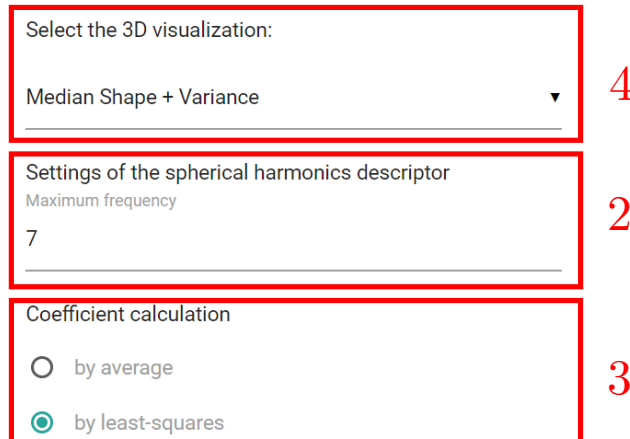 Select the 3D visualization:
Median Shape + Variance
4
Settings of the spherical harmonics descriptor
Maximum frequency
7
2
Coefficient calculation
by average
3
by least-squares